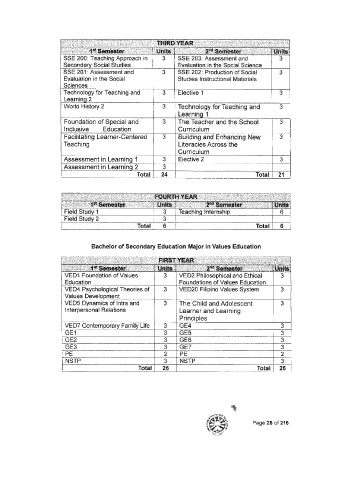 THIRD YEAR
1st Semester Units 2nd Semester Units
SSE 200: Teaching Approach in 3 SSE 203: Assessment and 3
Secondary Social Studies Evaluation in the Social Science
SSE 201: Assessment and 3 SSE 202: Production of Social 3
Evaluation in the Social Studies Instructional Materials
Sciences
Technology for Teaching and 3 Elective 1 3
Learning 2
World History 2 3 Technology for Teaching and 3
Learning 1
Foundation of Special and 3 The Teacher and the School 3
Inclusive Education Curriculum
Facilitating Learner-Centered 3 Building and Enhancing New 3
Teaching Literacies Across the
Curriculum
Assessment in Learning 1 3 Elective 2 3
Assessment in Learning 2 3
Total 24 Total 21
FOURTH YEAR
1st Semester Units 2nd Semester Units
Field Study 1 3 Teaching Internship 6
Field Study 2 3
Total 6 Total 6
Bachelor of Secondary Education Major in Values Education
FIRST YEAR
1st Semester Units 2nd Semester Units
VED1 Foundation of Values 3 VED2 Philosophical and Ethical 3
Education Foundations of Values Education
VED4 Psychological Theories of 3 VED20 Filipino Values System 3
Values Development
VED5 Dynamics of Intra and 3 The Child and Adolescent 3
Interpersonal Relations Learner and Learning
Principles
VED7 Contemporary Family Life 3 GE4 3
GE1 3 GE5 3
GE2 3 GE6 3
GE3 3 GE7 3
PE 2 PE 2
NSTP 3 NSTP 3
Total 26 Total 26
Page 28 of 216